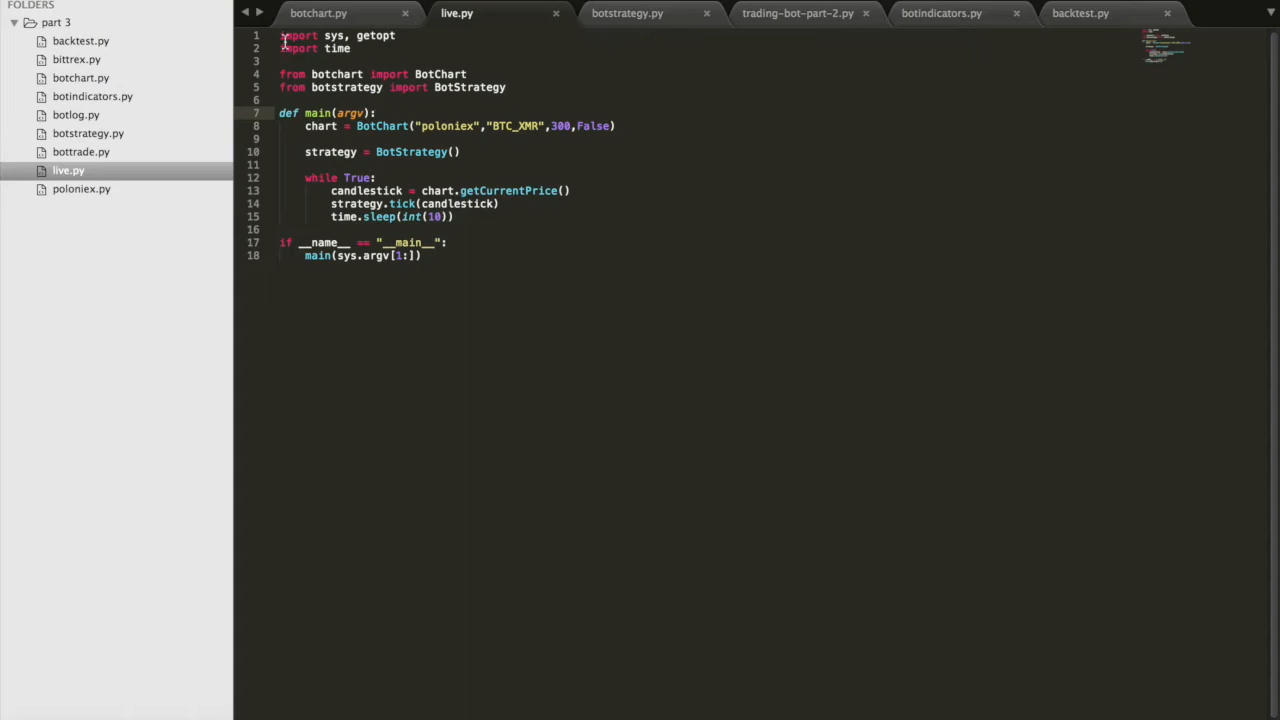 FOLDERS
part 3
backtest.py
bittrex.py
botchart.py
botindicators.py
botlog.py
botstrategy.py
bottrade.py
live.py
poloniex.py
botchart.py × live.py × botstrategy.py × trading-bot-part-2.py × botindicators.py × backtest.py ×
1 import sys, getopt
2 import time
3
4 from botchart import BotChart
5 from botstrategy import BotStrategy
6
7 def main(argv):
8     chart = BotChart("poloniex","BTC_XMR",300,False)
9
10     strategy = BotStrategy()
11
12     while True:
13         candlestick = chart.getCurrentPrice()
14         strategy.tick(candlestick)
15         time.sleep(int(10))
16
17 if __name__ == "__main__":
18     main(sys.argv[1:])